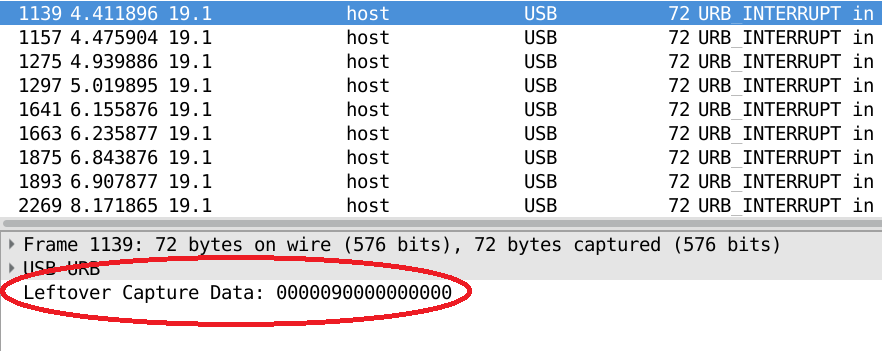 1139 4.411896 19.1 host USB 72 URB_INTERRUPT in
1157 4.475904 19.1 host USB 72 URB_INTERRUPT in
1275 4.939886 19.1 host USB 72 URB_INTERRUPT in
1297 5.019895 19.1 host USB 72 URB_INTERRUPT in
1641 6.155876 19.1 host USB 72 URB_INTERRUPT in
1663 6.235877 19.1 host USB 72 URB_INTERRUPT in
1875 6.843876 19.1 host USB 72 URB_INTERRUPT in
1893 6.907877 19.1 host USB 72 URB_INTERRUPT in
2269 8.171865 19.1 host USB 72 URB_INTERRUPT in
Frame 1139: 72 bytes on wire (576 bits), 72 bytes captured (576 bits)
USB URB
Leftover Capture Data: 0000090000000000